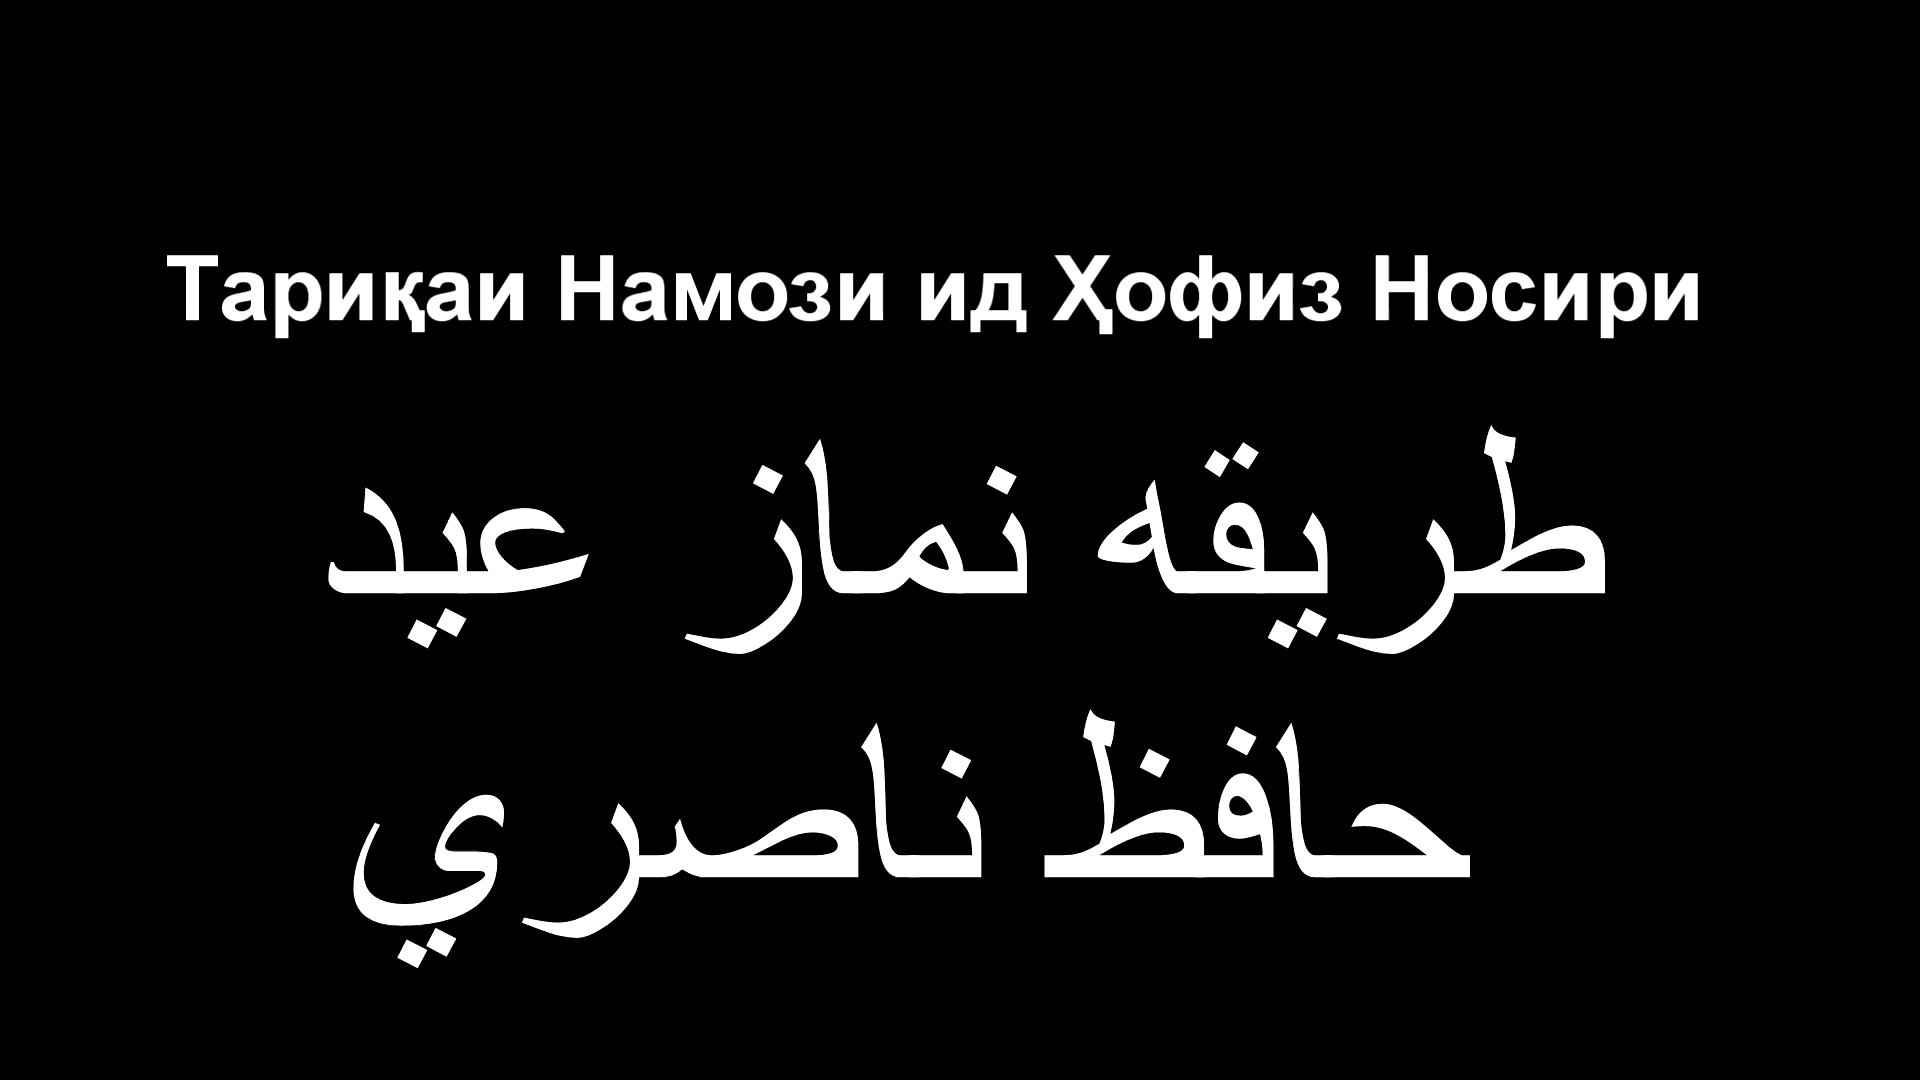 Тариқаи Намози ид Ҳофиз Носири
طريقه نماز عيد
حافظ ناصري